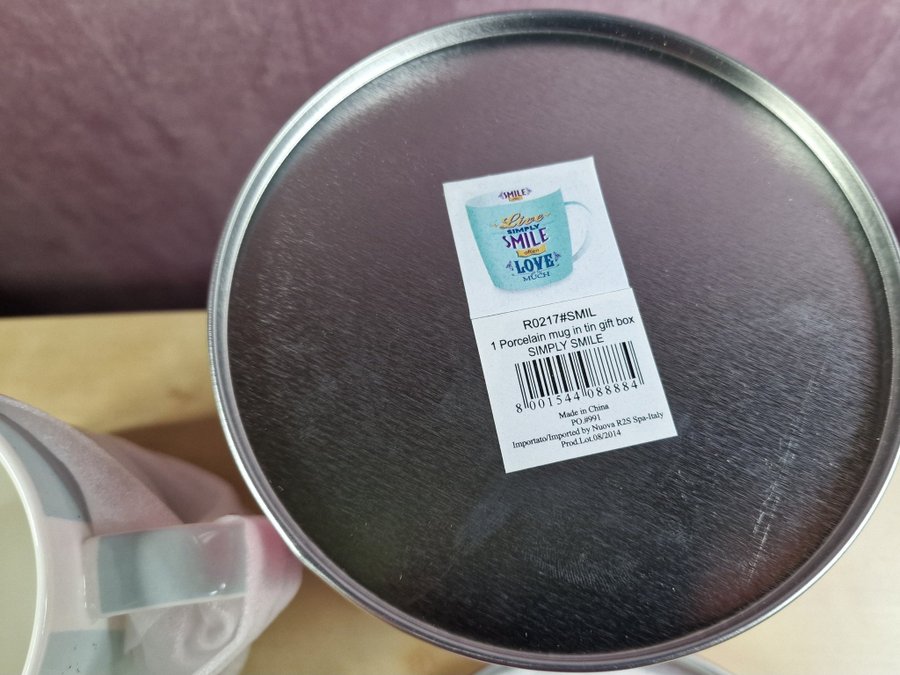 SMILE
Live
SIMPLY
SMILE
often
LOVE
MUCH
R0217#SMIL
1 Porcelain mug in tin gift box
SIMPLY SMILE
8 001544 088884
Made in China
PO.#991
Importato/Imported by Nuova R2S Spa-Italy
Prod.Lot.08/2014